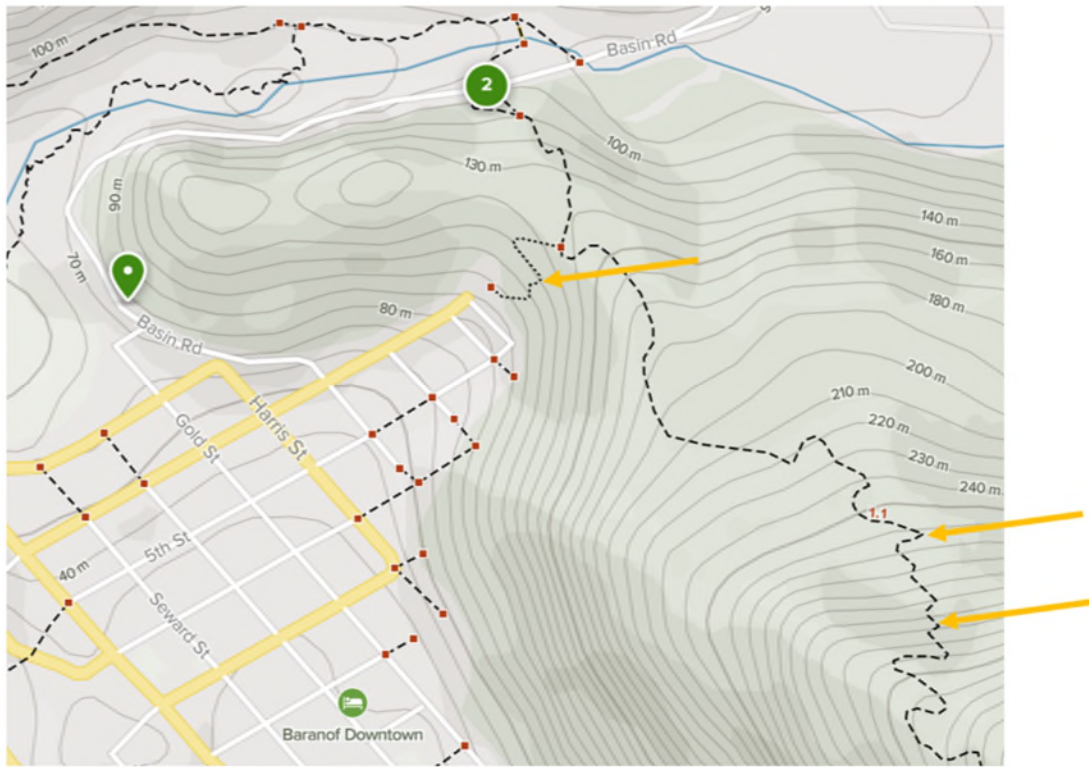 100 m
Basin Rd
2
100 m
130 m
90 m
140 m
160 m
70 m
180 m
80 m
Basin Rd
200 m
210 m
Harris St
220 m
Gold St
230 m
240 m
1.1
5th St
40 m
Seward St
Baranof Downtown